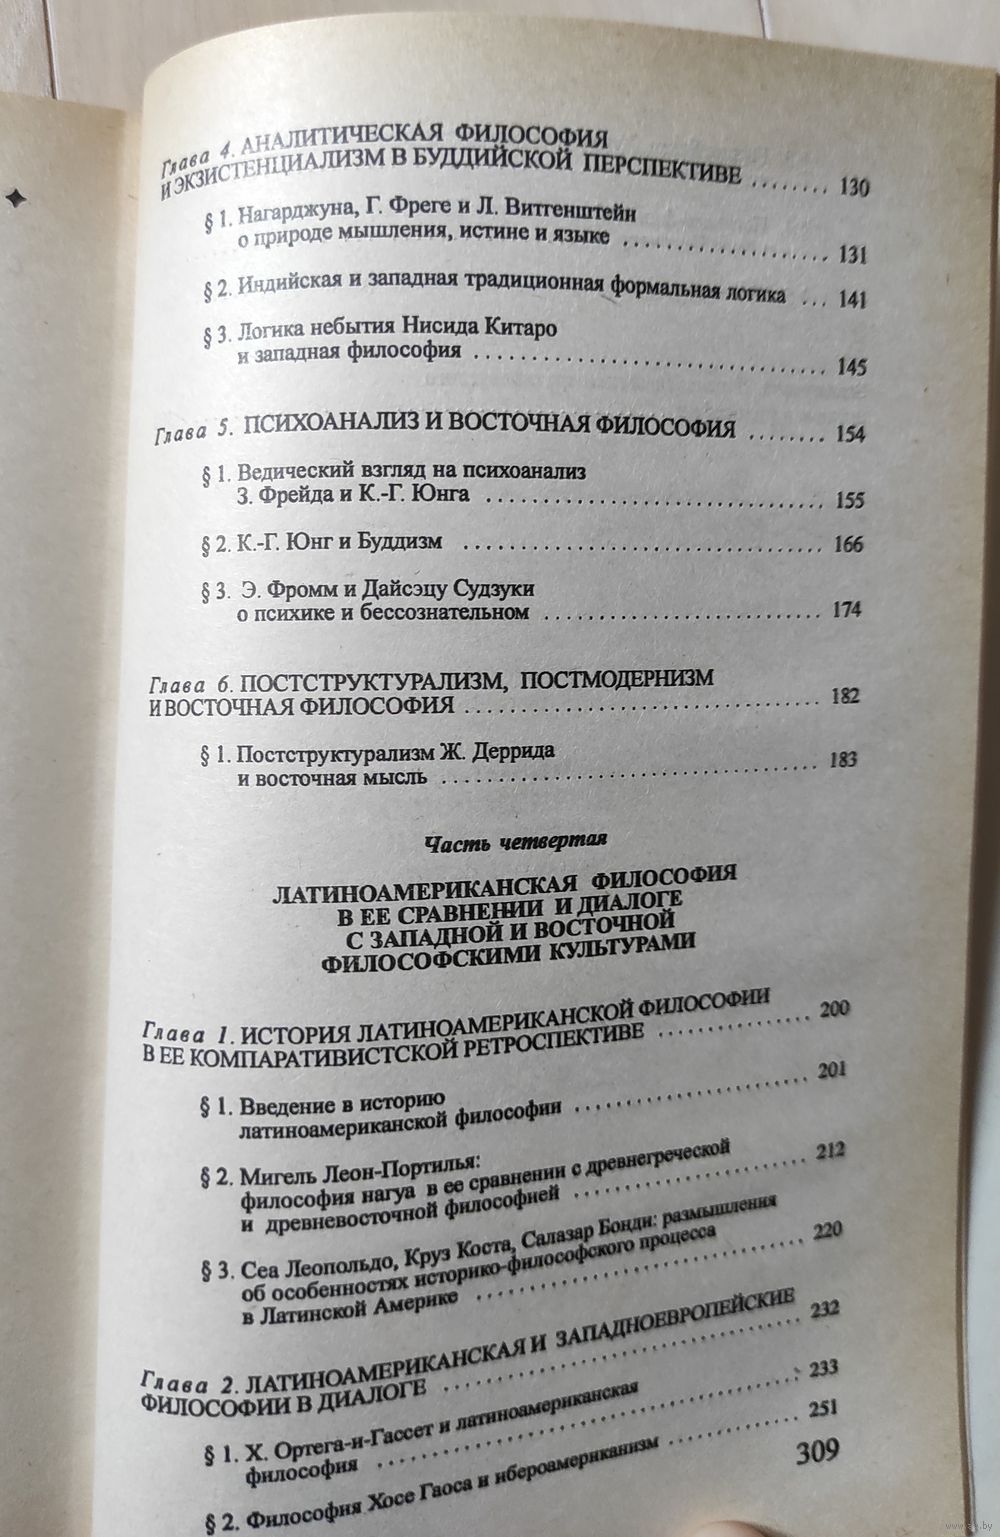 Глава 4. АНАЛИТИЧЕСКАЯ ФИЛОСОФИЯ
И ЭКЗИСТЕНЦИАЛИЗМ В БУДДИЙСКОЙ ПЕРСПЕКТИВЕ ........ 130
§ 1. Нагарджуна, Г. Фреге и Л. Витгенштейн
о природе мышления, истине и языке .................... 131
§ 2. Индийская и западная традиционная формальная логика ... 141
§ 3. Логика небытия Нисида Китаро
и западная философия ............................... 145
Глава 5. ПСИХОАНАЛИЗ И ВОСТОЧНАЯ ФИЛОСОФИЯ ........ 154
§ 1. Ведический взгляд на психоанализ
З. Фрейда и К.-Г. Юнга ............................... 155
§ 2. К.-Г. Юнг и Буддизм ................................ 166
§ 3. Э. Фромм и Дайсэцу Судзуки
о психике и бессознательном ......................... 174
Глава 6. ПОСТСТРУКТУРАЛИЗМ, ПОСТМОДЕРНИЗМ
И ВОСТОЧНАЯ ФИЛОСОФИЯ ................................ 182
§ 1. Постструктурализм Ж. Деррида
и восточная мысль .................................. 183
Часть четвертая
ЛАТИНОАМЕРИКАНСКАЯ ФИЛОСОФИЯ
В ЕЕ СРАВНЕНИИ И ДИАЛОГЕ
С ЗАПАДНОЙ И ВОСТОЧНОЙ
ФИЛОСОФСКИМИ КУЛЬТУРАМИ
Глава 1. ИСТОРИЯ ЛАТИНОАМЕРИКАНСКОЙ ФИЛОСОФИИ
В ЕЕ КОМПАРАТИВИСТСКОЙ РЕТРОСПЕКТИВЕ .............. 200
§ 1. Введение в историю
латиноамериканской философии ..................... 201
§ 2. Мигель Леон-Портилья:
философия нагуа в ее сравнении с древнегреческой
и древневосточной философией ..................... 212
§ 3. Сеа Леопольдо, Круз Коста, Салазар Бонди: размышления
об особенностях историко-философского процесса
в Латинской Америке .............................. 220
Глава 2. ЛАТИНОАМЕРИКАНСКАЯ И ЗАПАДНОЕВРОПЕЙСКИЕ
ФИЛОСОФИИ В ДИАЛОГЕ ................................ 232
§ 1. Х. Ортега-и-Гассет и латиноамериканская
философия ........................................ 233
§ 2. Философия Хосе Гаоса и ибероамериканизм ............ 251
309